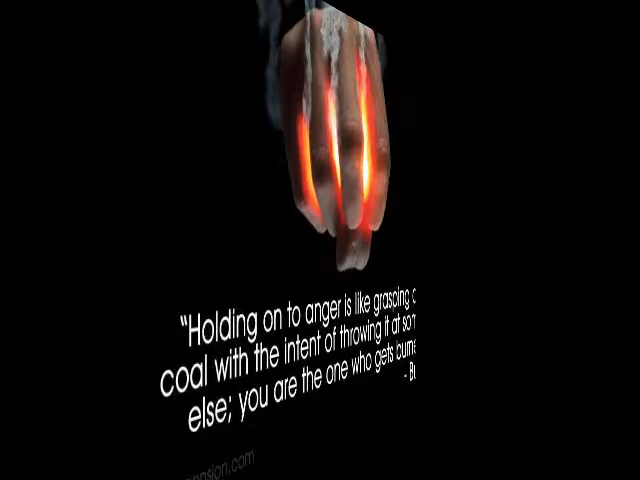 "Holding on to anger is like grasping
coal with the intent of throwing it at
else; you are the one who gets